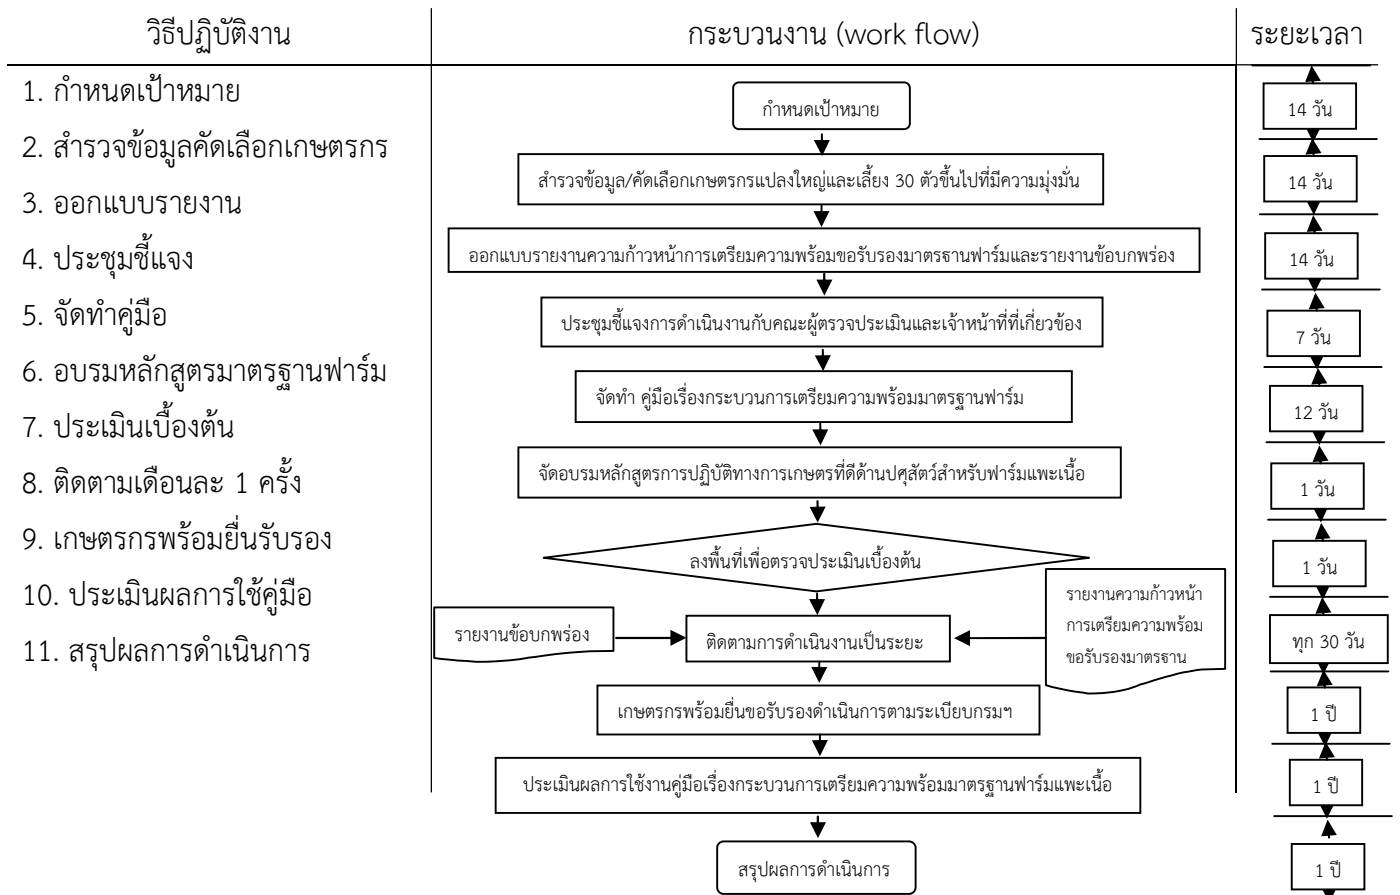 วิธีปฏิบัติงาน
กระบวนงาน (work flow)
ระยะเวลา
1. กำหนดเป้าหมาย
2. สำรวจข้อมูลคัดเลือกเกษตรกร
3. ออกแบบรายงาน
4. ประชุมชี้แจง
5. จัดทำคู่มือ
6. อบรมหลักสูตรมาตรฐานฟาร์ม
7. ประเมินเบื้องต้น
8. ติดตามเดือนละ 1 ครั้ง
9. เกษตรกรพร้อมยื่นรับรอง
10. ประเมินผลการใช้คู่มือ
11. สรุปผลการดำเนินการ
กำหนดเป้าหมาย
สำรวจข้อมูล/คัดเลือกเกษตรกรแปลงใหญ่และเลี้ยง 30 ตัวขึ้นไปที่มีความมุ่งมั่น
ออกแบบรายงานความก้าวหน้าการเตรียมความพร้อมขอรับรองมาตรฐานฟาร์มและรายงานข้อบกพร่อง
ประชุมชี้แจงการดำเนินงานกับคณะผู้ตรวจประเมินและเจ้าหน้าที่ที่เกี่ยวข้อง
จัดทำ คู่มือเรื่องกระบวนการเตรียมความพร้อมมาตรฐานฟาร์ม
จัดอบรมหลักสูตรการปฏิบัติทางการเกษตรที่ดีด้านปศุสัตว์สำหรับฟาร์มแพะเนื้อ
ลงพื้นที่เพื่อตรวจประเมินเบื้องต้น
รายงานข้อบกพร่อง
ติดตามการดำเนินงานเป็นระยะ
รายงานความก้าวหน้า
การเตรียมความพร้อม
ขอรับรองมาตรฐาน
เกษตรกรพร้อมยื่นขอรับรองดำเนินการตามระเบียบกรมฯ
ประเมินผลการใช้งานคู่มือเรื่องกระบวนการเตรียมความพร้อมมาตรฐานฟาร์มแพะเนื้อ
สรุปผลการดำเนินการ
14 วัน
14 วัน
14 วัน
7 วัน
12 วัน
1 วัน
1 วัน
ทุก 30 วัน
1 ปี
1 ปี
1 ปี